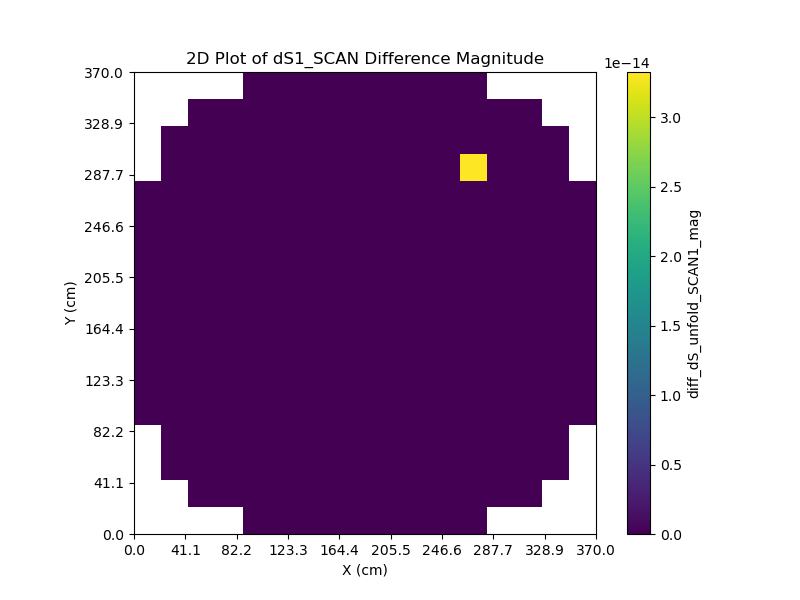 2D Plot of dS1_SCAN Difference Magnitude
1e−14
370.0
328.9
287.7
246.6
205.5
164.4
123.3
82.2
41.1
0.0
Y (cm)
0.0 41.1 82.2 123.3 164.4 205.5 246.6 287.7 328.9 370.0
X (cm)
3.0
2.5
2.0
1.5
1.0
0.5
0.0
diff_dS_unfold_SCAN1_mag